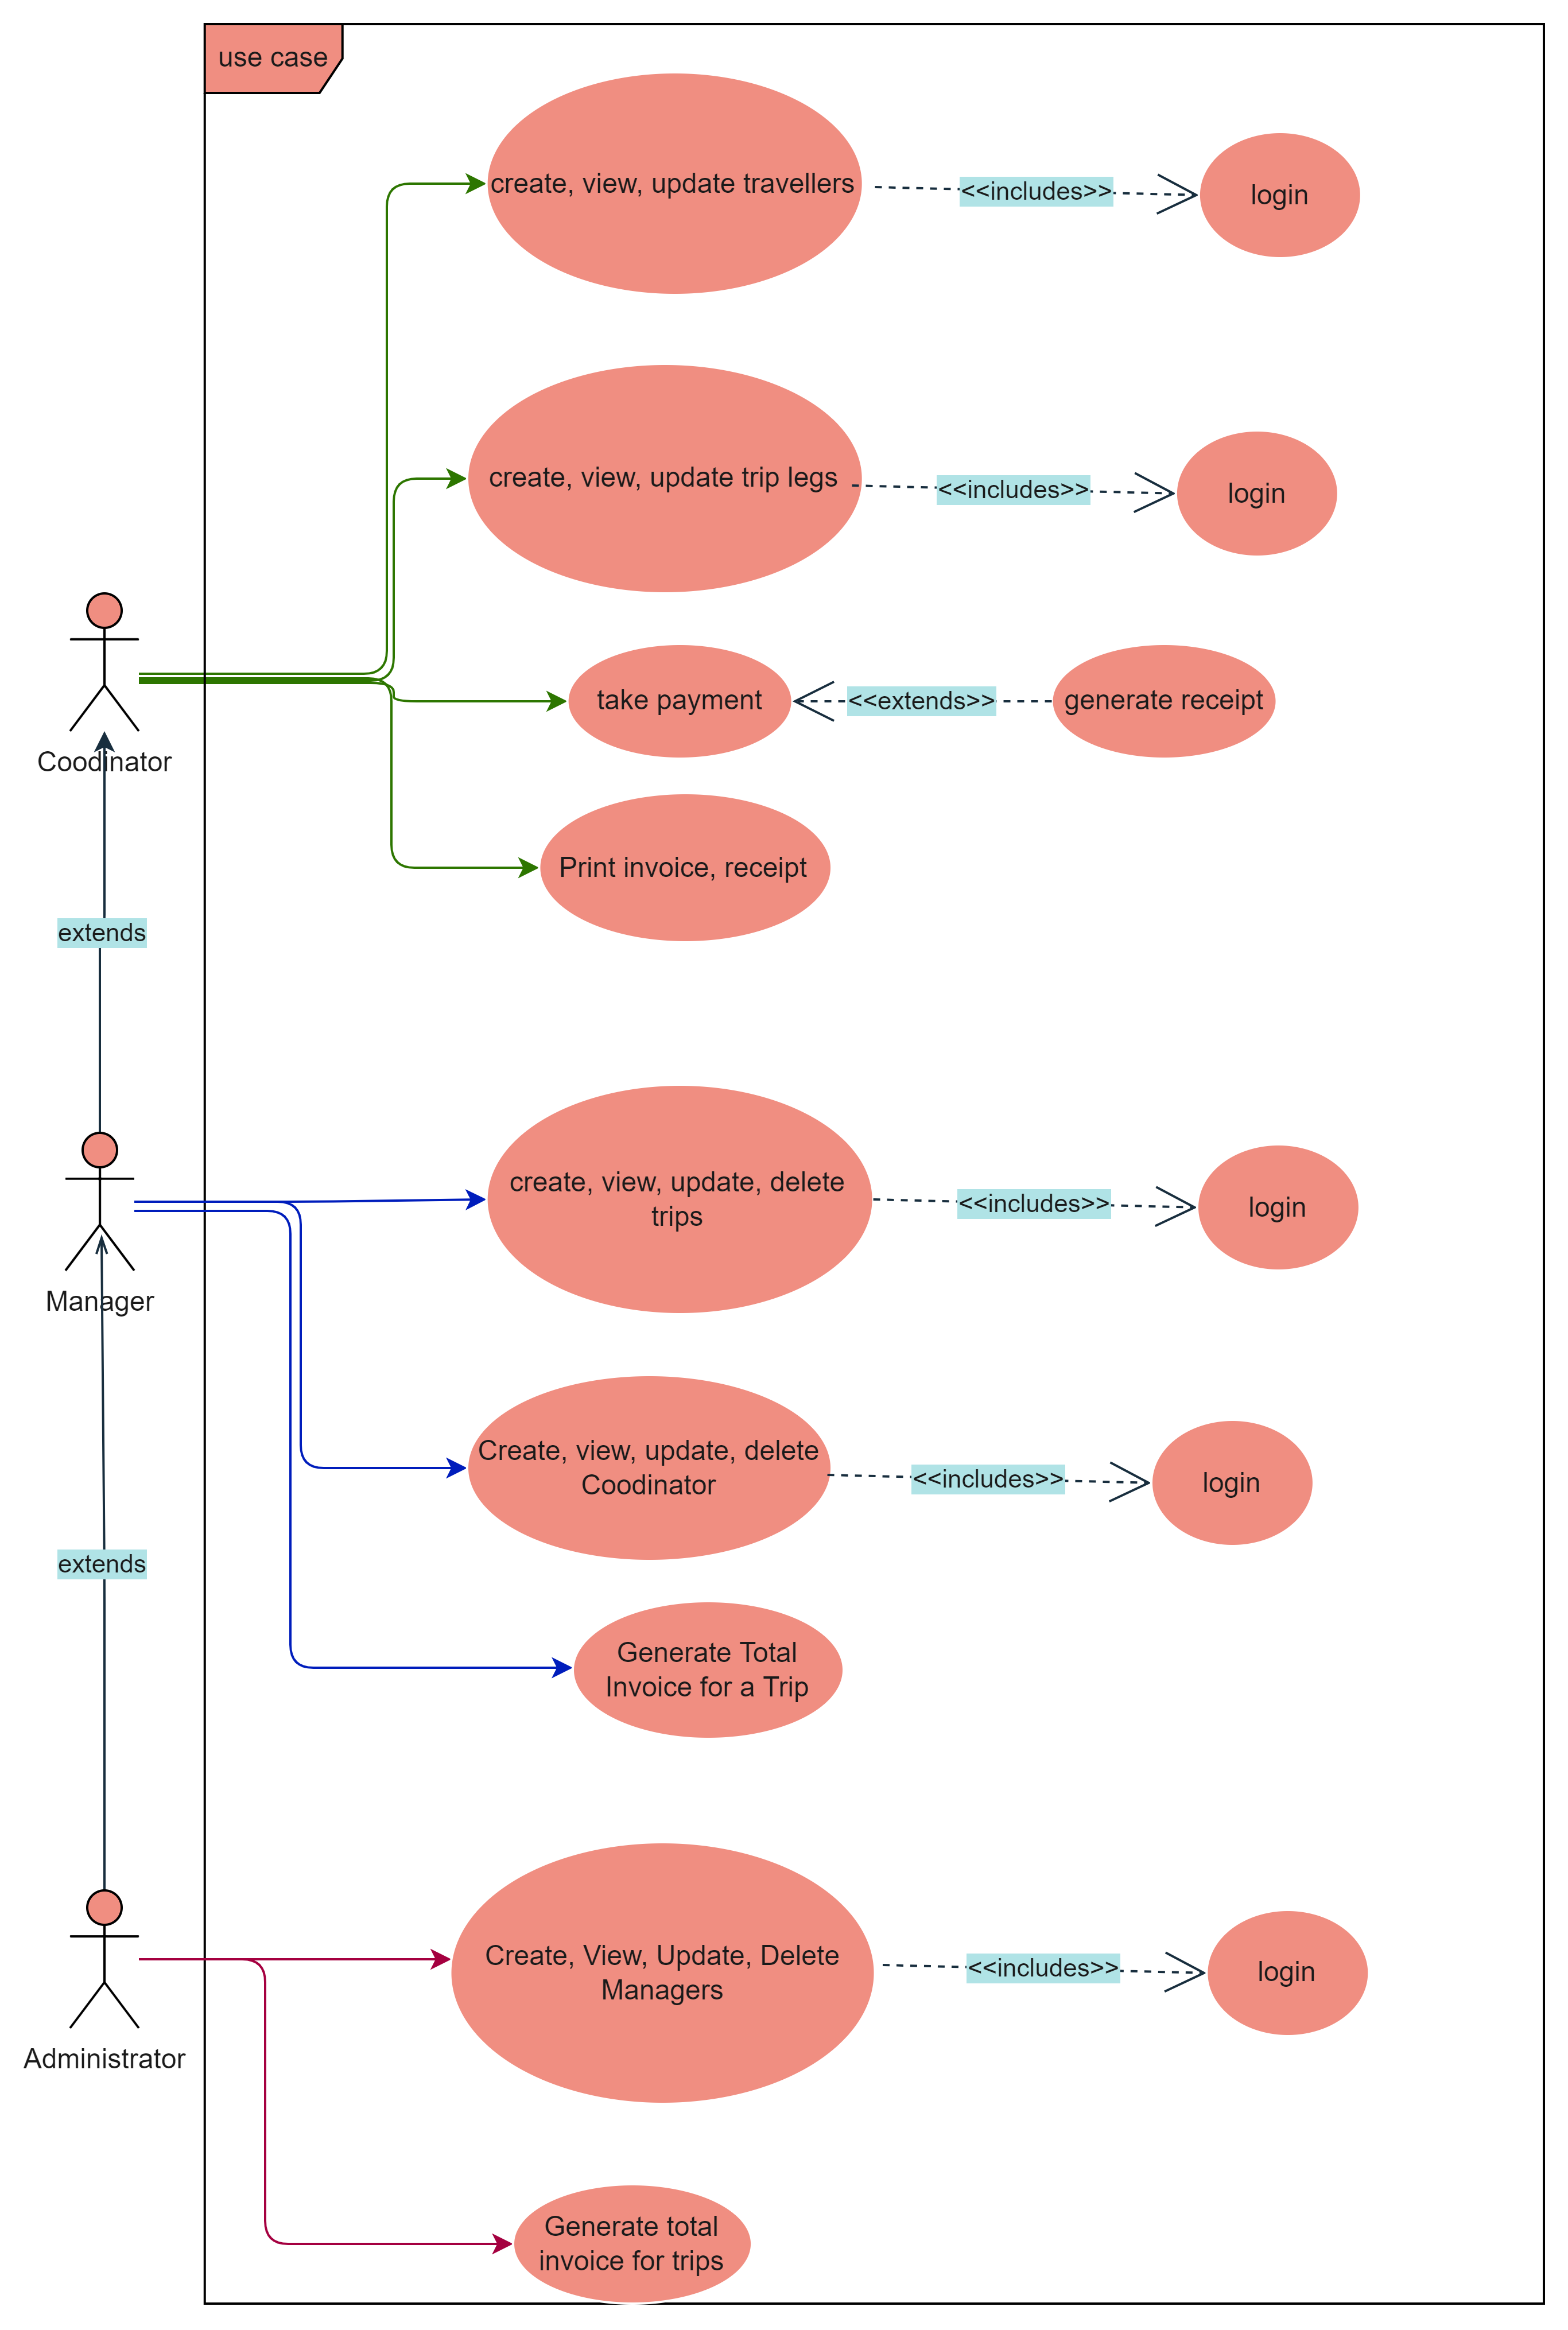 use case
create, view, update travellers
<<includes>>
login
create, view, update trip legs
<<includes>>
login
Coodinator
take payment
<<extends>>
generate receipt
Print invoice, receipt
extends
Manager
create, view, update, delete
trips
<<includes>>
login
Create, view, update, delete
Coodinator
<<includes>>
login
extends
Generate Total
Invoice for a Trip
Administrator
Create, View, Update, Delete
Managers
<<includes>>
login
Generate total
invoice for trips